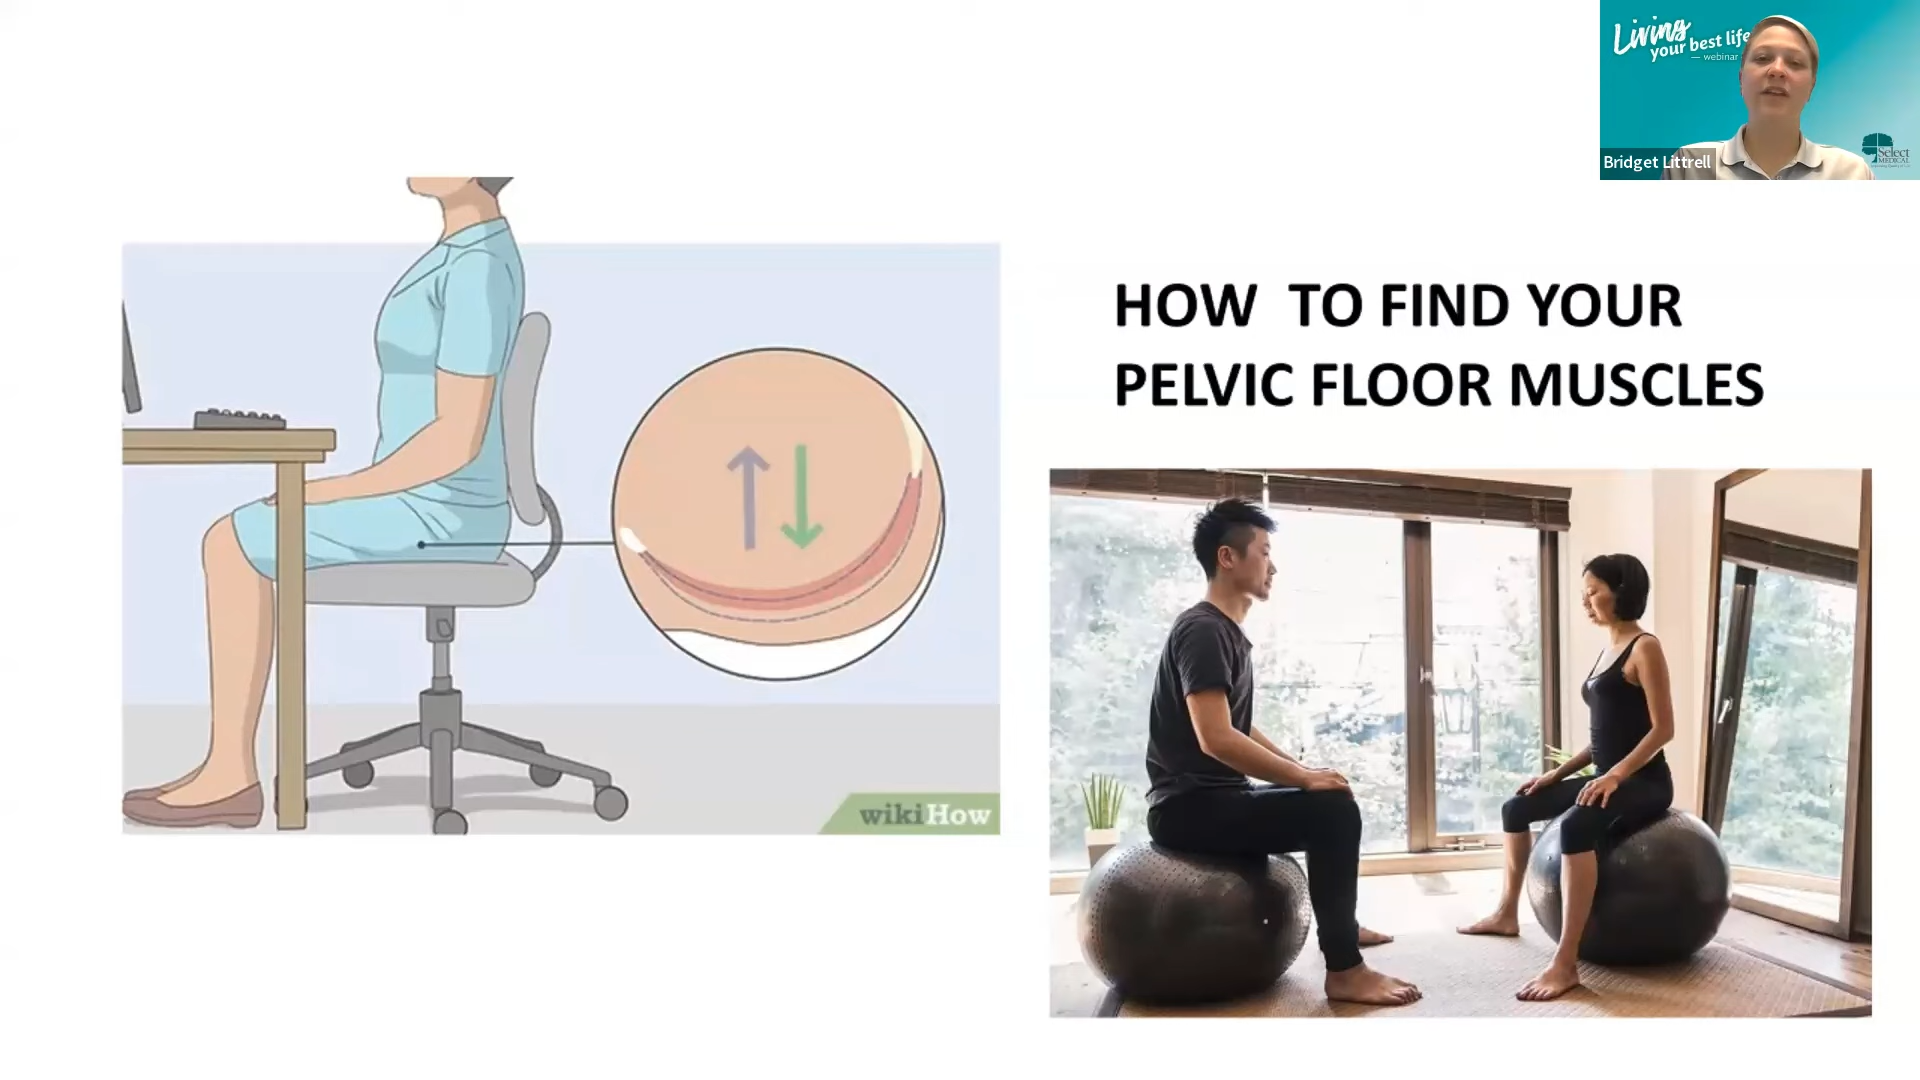 Living
your best life
— webinar
Select
MEDICAL
Bridget Littrell
HOW  TO FIND YOUR
PELVIC FLOOR MUSCLES
wikiHow